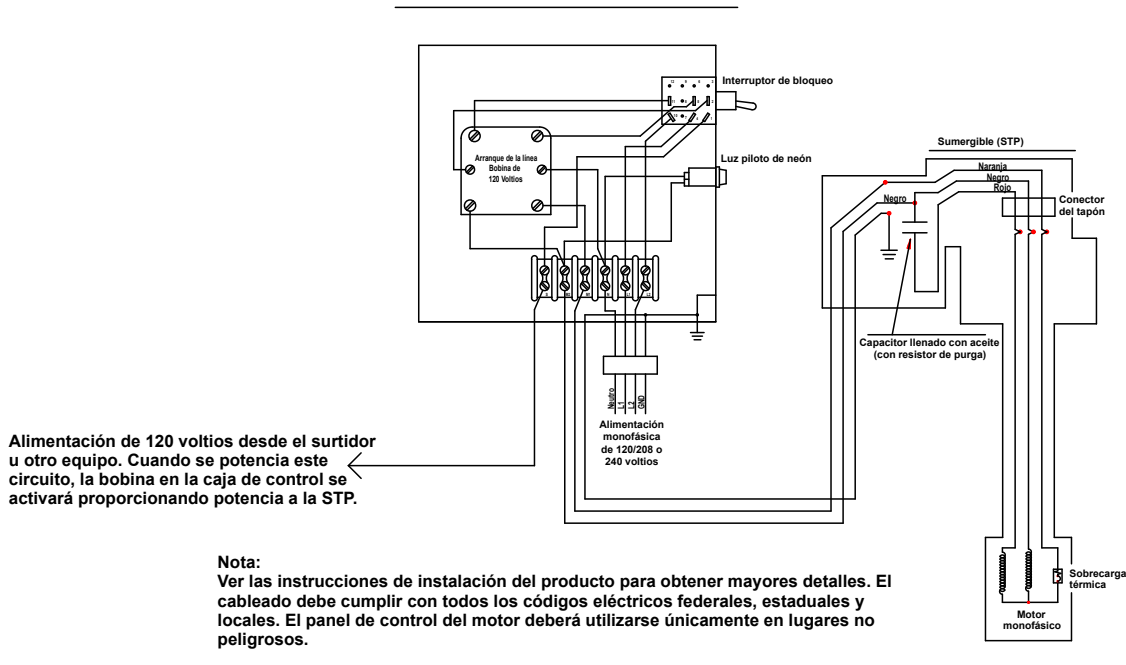 Interruptor de bloqueo
Arranque de la línea
Bobina de
120 Voltios
Luz piloto de neón
Sumergible (STP)
Naranja
Negro
Rojo
Negro
Conector
del tapón
Capacitor llenado con aceite
(con resistor de purga)
Neutro
L1
L2
GND
Alimentación
monofásica
de 120/208 o
240 voltios
Alimentación de 120 voltios desde el surtidor
u otro equipo. Cuando se potencia este
circuito, la bobina en la caja de control se
activará proporcionando potencia a la STP.
Nota:
Ver las instrucciones de instalación del producto para obtener mayores detalles. El
cableado debe cumplir con todos los códigos eléctricos federales, estaduales y
locales. El panel de control del motor deberá utilizarse únicamente en lugares no
peligrosos.
Sobrecarga
térmica
Motor
monofásico